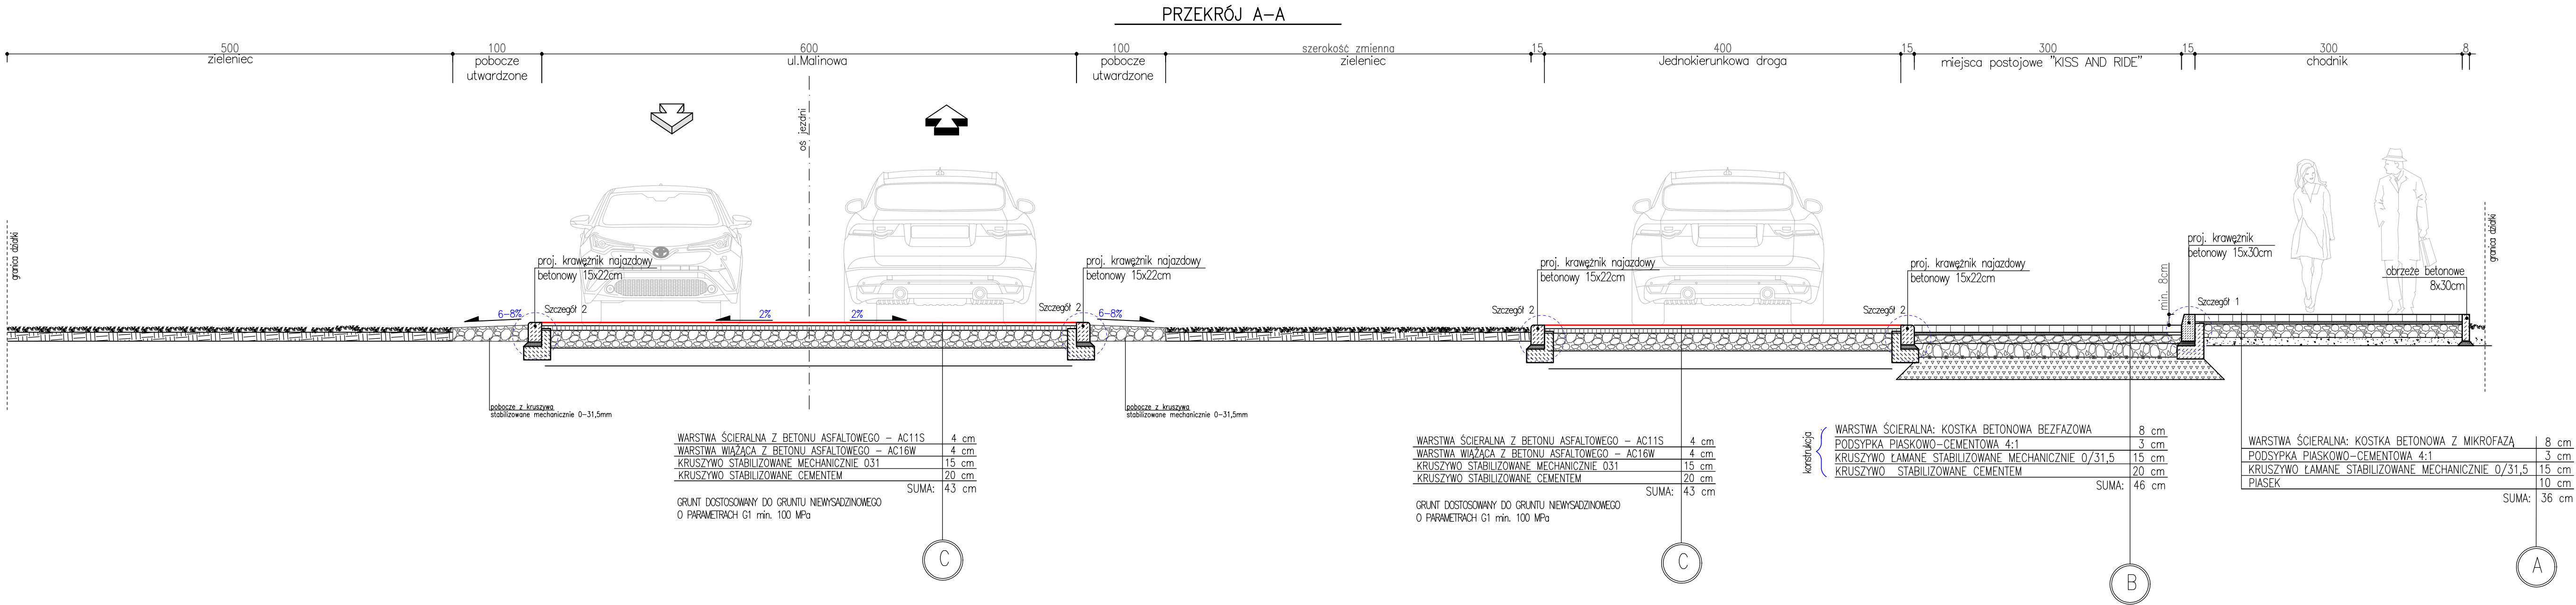 PRZEKRÓJ A-A
500
100
600
100
szerokość zmienna
15
400
15
300
15
300
8
zieleniec
pobocze
utwardzone
ul.Malinowa
pobocze
utwardzone
zieleniec
Jednokierunkowa droga
miejsca postojowe "KISS AND RIDE"
chodnik
oś jezdni
granica działki
granica działki
proj. krawężnik najazdowy
betonowy 15x22cm
Szczegół 2
6-8%
2%
2%
proj. krawężnik najazdowy
betonowy 15x22cm
Szczegół 2
6-8%
proj. krawężnik najazdowy
betonowy 15x22cm
Szczegół 2
proj. krawężnik najazdowy
betonowy 15x22cm
Szczegół 2
proj. krawężnik
betonowy 15x30cm
min. 8cm
Szczegół 1
obrzeże betonowe
8x30cm
pobocze z kruszywa
stabilizowane mechanicznie 0-31,5mm
pobocze z kruszywa
stabilizowane mechanicznie 0-31,5mm
WARSTWA ŚCIERALNA Z BETONU ASFALTOWEGO - AC11S 4 cm
WARSTWA WIĄŻĄCA Z BETONU ASFALTOWEGO - AC16W 4 cm
KRUSZYWO STABILIZOWANE MECHANICZNIE 031 15 cm
KRUSZYWO STABILIZOWANE CEMENTEM 20 cm
SUMA: 43 cm
GRUNT DOSTOSOWANY DO GRUNTU NIEWYSADZINOWEGO
O PARAMETRACH G1 min. 100 MPa
C
WARSTWA ŚCIERALNA Z BETONU ASFALTOWEGO - AC11S 4 cm
WARSTWA WIĄŻĄCA Z BETONU ASFALTOWEGO - AC16W 4 cm
KRUSZYWO STABILIZOWANE MECHANICZNIE 031 15 cm
KRUSZYWO STABILIZOWANE CEMENTEM 20 cm
SUMA: 43 cm
GRUNT DOSTOSOWANY DO GRUNTU NIEWYSADZINOWEGO
O PARAMETRACH G1 min. 100 MPa
C
konstrukcja
WARSTWA ŚCIERALNA: KOSTKA BETONOWA BEZFAZOWA 8 cm
PODSYPKA PIASKOWO-CEMENTOWA 4:1 3 cm
KRUSZYWO ŁAMANE STABILIZOWANE MECHANICZNIE 0/31,5 15 cm
KRUSZYWO STABILIZOWANE CEMENTEM 20 cm
SUMA: 46 cm
B
WARSTWA ŚCIERALNA: KOSTKA BETONOWA Z MIKROFAZĄ 8 cm
PODSYPKA PIASKOWO-CEMENTOWA 4:1 3 cm
KRUSZYWO ŁAMANE STABILIZOWANE MECHANICZNIE 0/31,5 15 cm
PIASEK 10 cm
SUMA: 36 cm
A